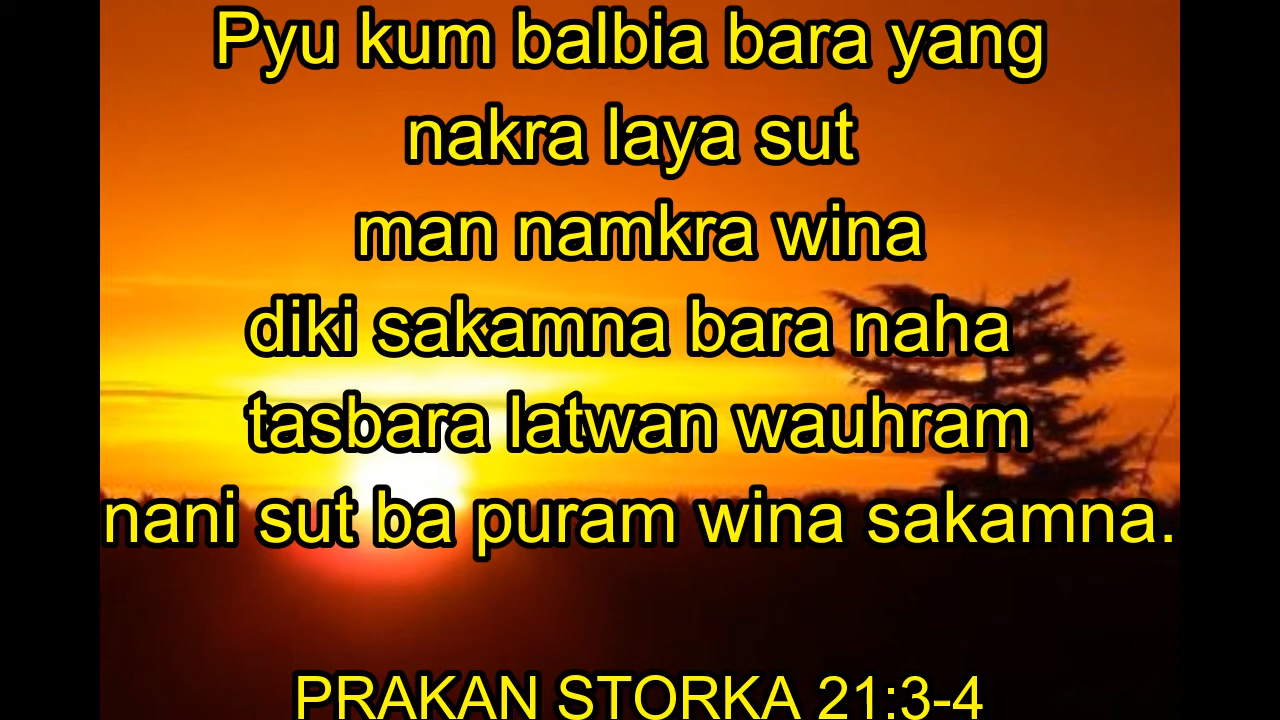 Pyu kum balbia bara yang
nakra laya sut
man namkra wina
diki sakamna bara naha
tasbara latwan wauhram
nani sut ba puram wina sakamna.
PRAKAN STORKA 21:3-4